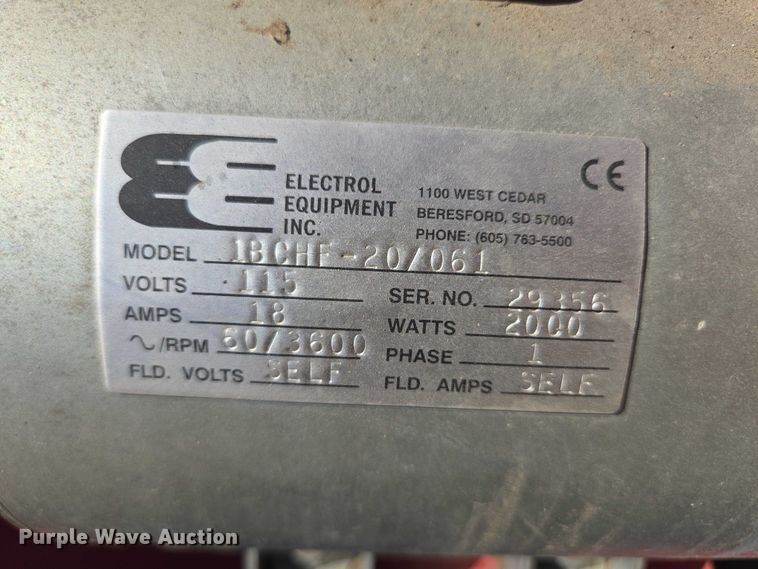 ELECTROL
EQUIPMENT
INC.
1100 WEST CEDAR
BERESFORD, SD 57004
PHONE: (605) 763-5500
CE
MODEL 1BCHF-20/061
VOLTS 115
SER. NO. 29356
AMPS 18
WATTS 2000
∿/RPM 60/3600
PHASE 1
FLD. VOLTS SELF
FLD. AMPS SELF
Purple Wave Auction